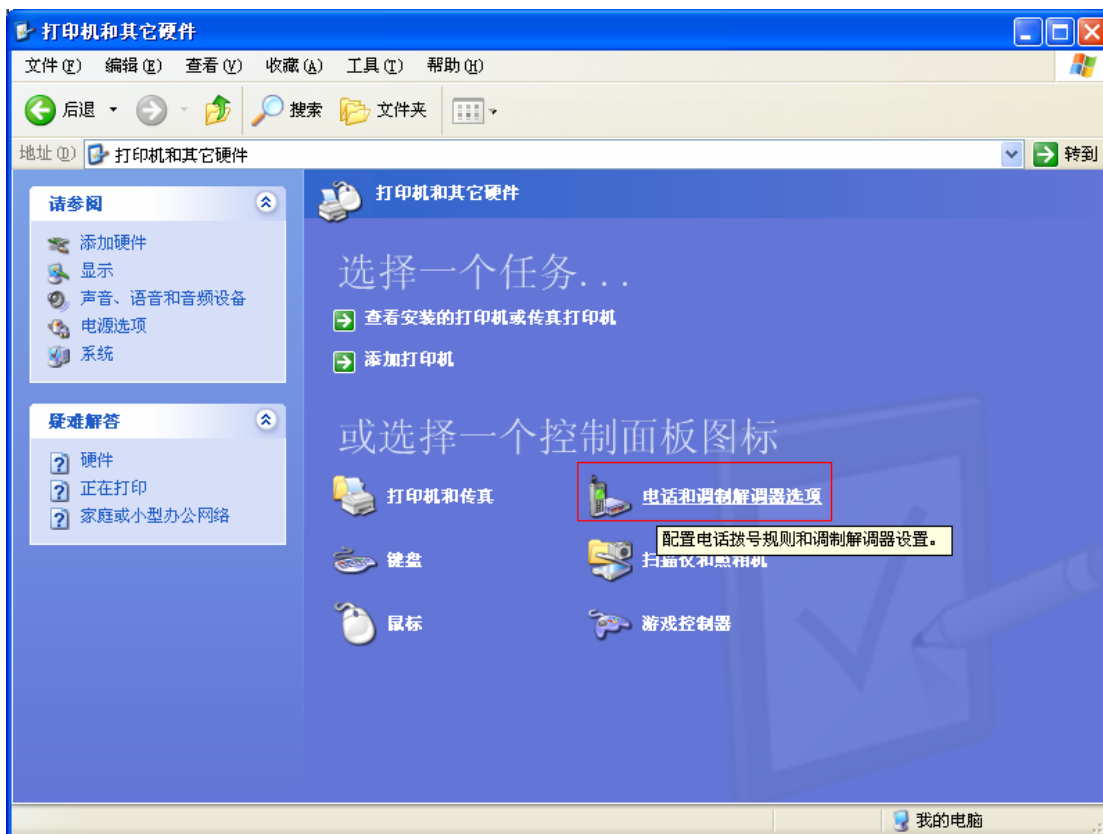 打印机和其它硬件
文件(F) 编辑(E) 查看(V) 收藏(A) 工具(T) 帮助(H)
后退 搜索 文件夹
地址(D) 打印机和其它硬件 转到
请参阅
添加硬件
显示
声音、语音和音频设备
电源选项
系统
疑难解答
硬件
正在打印
家庭或小型办公网络
打印机和其它硬件
选择一个任务...
查看安装的打印机或传真打印机
添加打印机
或选择一个控制面板图标
打印机和传真 电话和调制解调器选项
配置电话拨号规则和调制解调器设置。
键盘 扫描仪和照相机
鼠标 游戏控制器
我的电脑